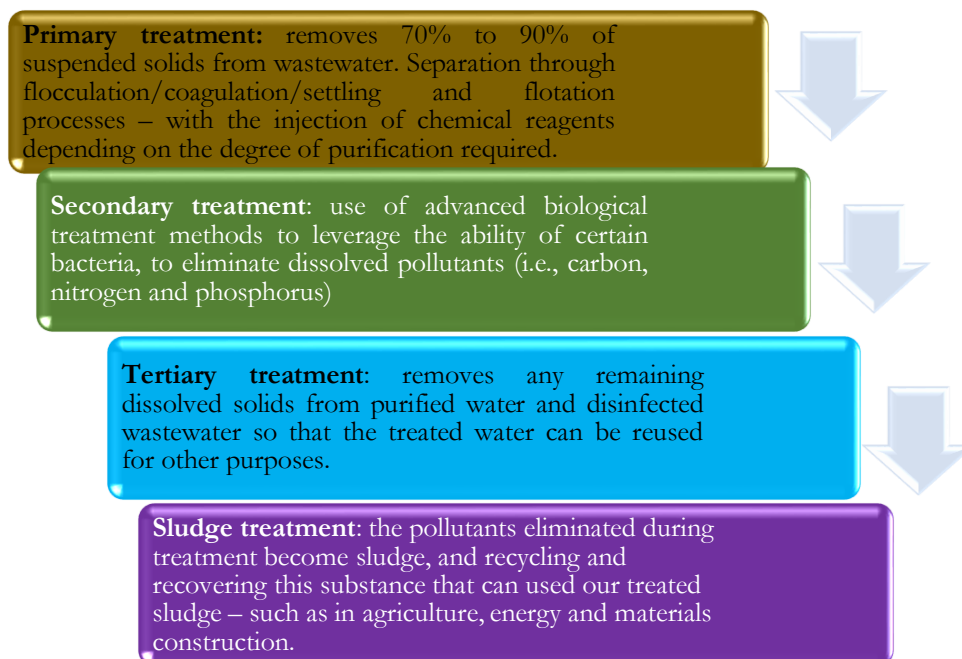 Primary treatment: removes 70% to 90% of
suspended solids from wastewater. Separation through
flocculation/coagulation/settling and flotation
processes – with the injection of chemical reagents
depending on the degree of purification required.
Secondary treatment: use of advanced biological
treatment methods to leverage the ability of certain
bacteria, to eliminate dissolved pollutants (i.e., carbon,
nitrogen and phosphorus)
Tertiary treatment: removes any remaining
dissolved solids from purified water and disinfected
wastewater so that the treated water can be reused
for other purposes.
Sludge treatment: the pollutants eliminated during
treatment become sludge, and recycling and
recovering this substance that can used our treated
sludge – such as in agriculture, energy and materials
construction.